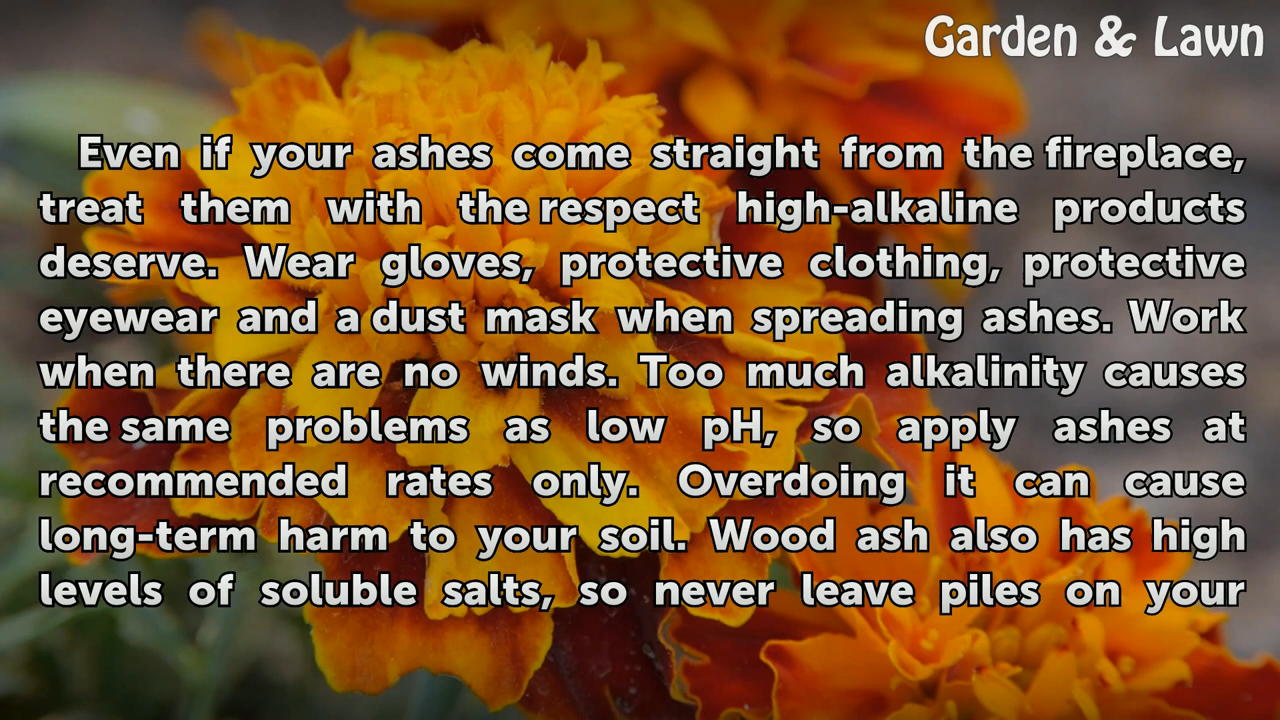 Garden & Lawn
Even if your ashes come straight from the fireplace,
treat them with the respect high-alkaline products
deserve. Wear gloves, protective clothing, protective
eyewear and a dust mask when spreading ashes. Work
when there are no winds. Too much alkalinity causes
the same problems as low pH, so apply ashes at
recommended rates only. Overdoing it can cause
long-term harm to your soil. Wood ash also has high
levels of soluble salts, so never leave piles on your